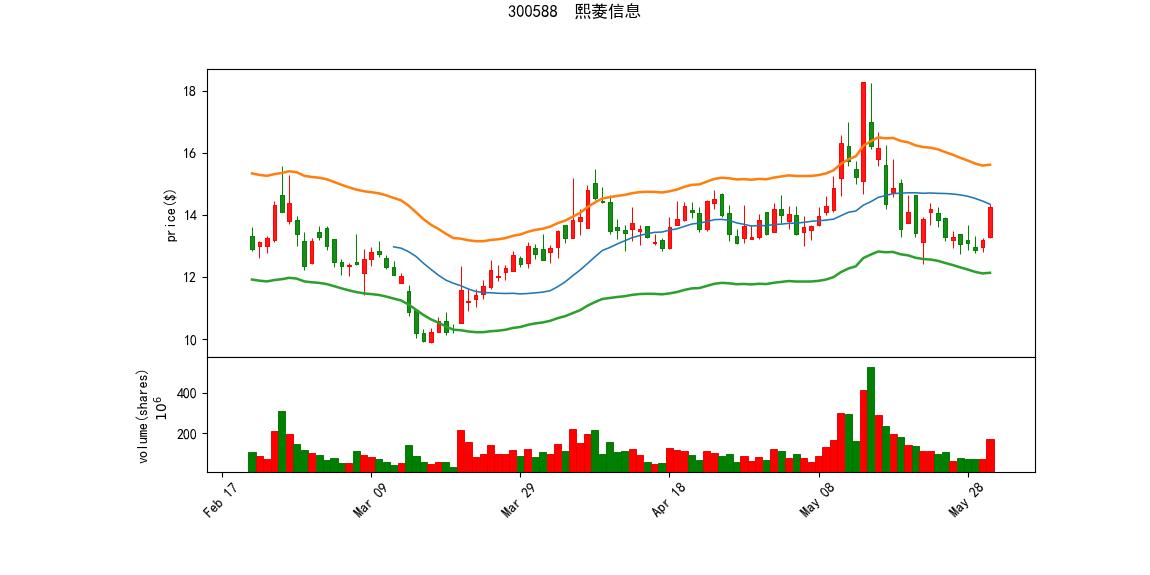 300588 熙菱信息
price($)
18
16
14
12
10
volume(shares)
10^6
400
200
Feb 17
Mar 09
Mar 29
Apr 18
May 08
May 28